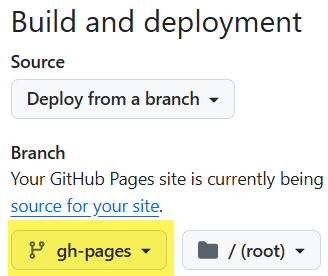 Build and deployment
Source
Deploy from a branch
Branch
Your GitHub Pages site is currently being
source for your site.
gh-pages
/ (root)